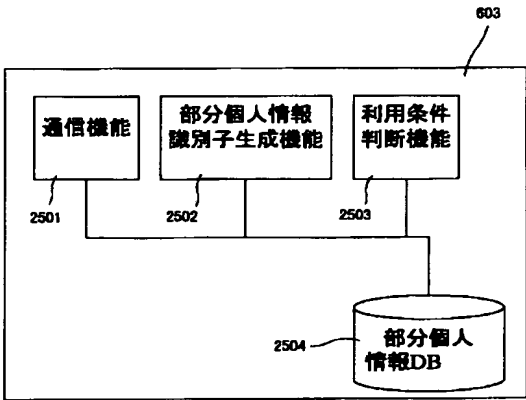 603
通信機能
部分個人情報
識別子生成機能
利用条件
判断機能
2501
2502
2503
2504
部分個人
情報DB